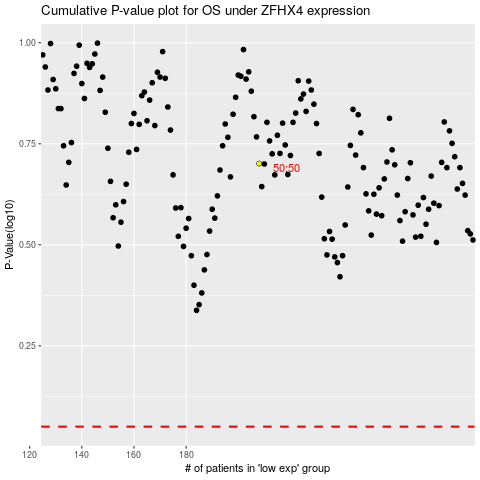 Cumulative P-value plot for OS under ZFHX4 expression
1.00
0.75
0.50
0.25
P-Value(log10)
50:50
120 140 160 180
# of patients in 'low exp' group